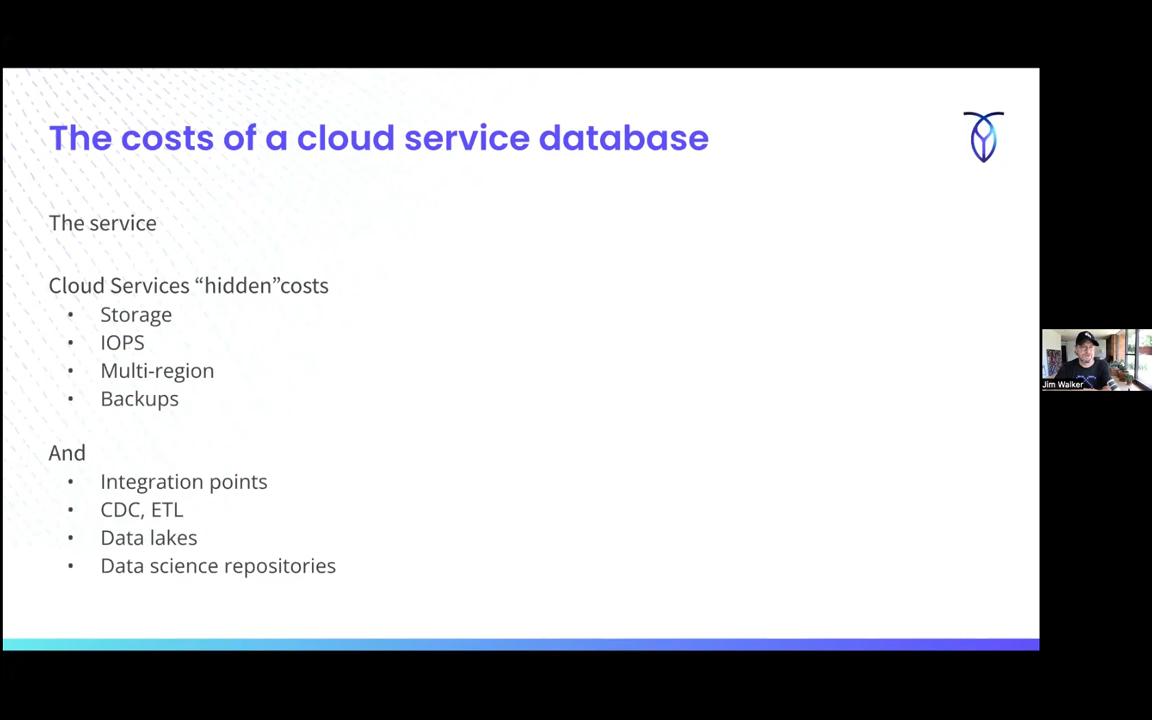 The costs of a cloud service database
The service
Cloud Services “hidden”costs
• Storage
• IOPS
• Multi-region
• Backups
And
• Integration points
• CDC, ETL
• Data lakes
• Data science repositories
Jim Walker